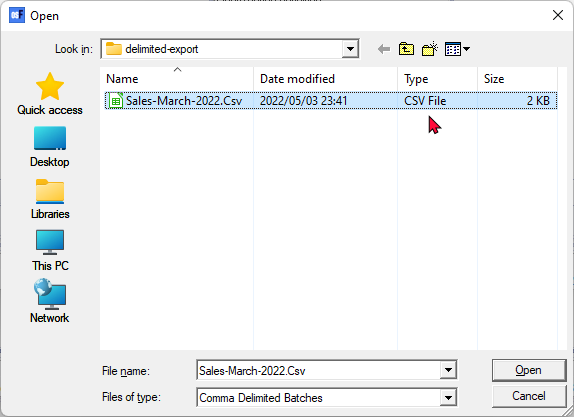 Open
Look in: delimited-export
Name Date modified Type Size
Sales-March-2022.Csv 2022/05/03 23:41 CSV File 2 KB
Quick access
Desktop
Libraries
This PC
Network
File name: Sales-March-2022.Csv Open
Files of type: Comma Delimited Batches Cancel